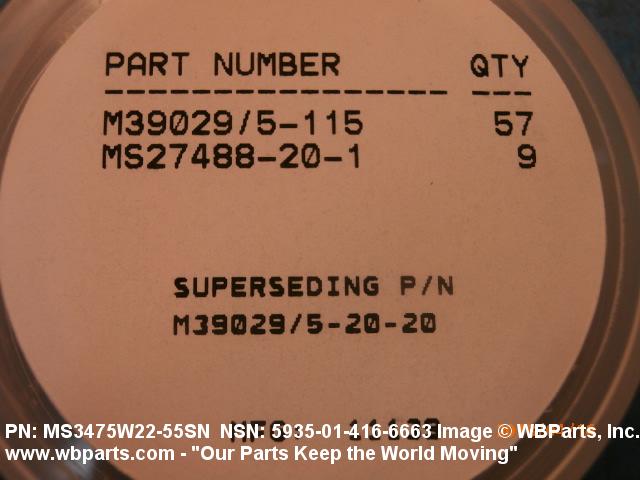 PART NUMBER QTY
---------------- ---
M39029/5-115 57
MS27488-20-1 9
SUPERSEDING P/N
M39029/5-20-20
PN: MS3475W22-55SN NSN: 5935-01-416-6663 Image © WBParts, Inc.
www.wbparts.com - "Our Parts Keep the World Moving"